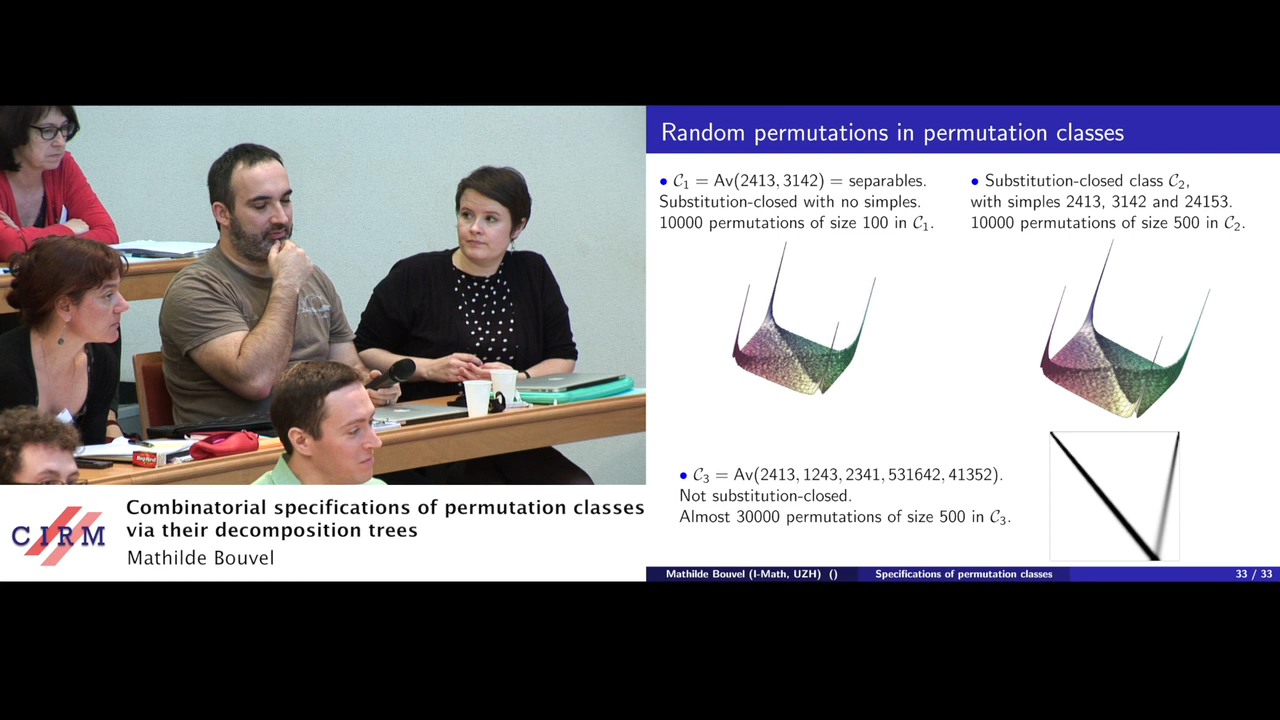 Random permutations in permutation classes
• C₁ = Av(2413, 3142) = separables.
Substitution-closed with no simples.
10000 permutations of size 100 in C₁.
• Substitution-closed class C₂,
with simples 2413, 3142 and 24153.
10000 permutations of size 500 in C₂.
• C₃ = Av(2413, 1243, 2341, 531642, 41352).
Not substitution-closed.
Almost 30000 permutations of size 500 in C₃.
Mathilde Bouvel (I-Math, UZH) ()
Specifications of permutation classes
33 / 33
CIRM
Combinatorial specifications of permutation classes
via their decomposition trees
Mathilde Bouvel